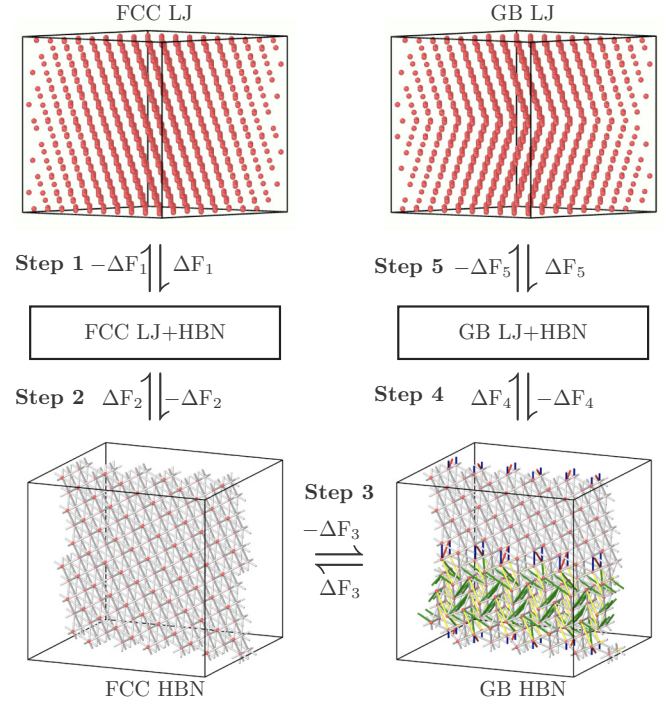 FCC LJ
GB LJ
Step 1 −ΔF₁ ΔF₁
Step 5 −ΔF₅ ΔF₅
FCC LJ+HBN
GB LJ+HBN
Step 2 ΔF₂ −ΔF₂
Step 4 ΔF₄ −ΔF₄
Step 3
−ΔF₃
ΔF₃
FCC HBN
GB HBN